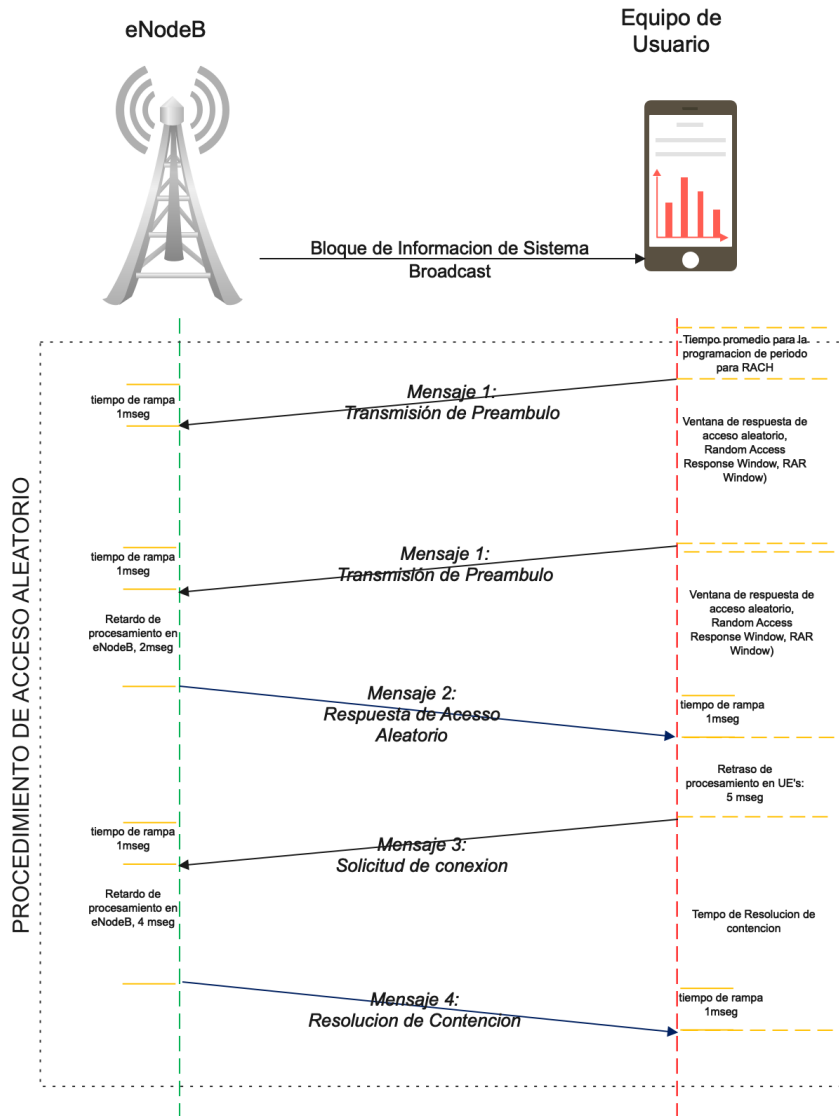 eNodeB
Equipo de
Usuario
Bloque de Informacion de Sistema
Broadcast
PROCEDIMIENTO DE ACCESO ALEATORIO
Tiempo promedio para la
programacion de periodo
para RACH
tiempo de rampa
1mseg
Mensaje 1:
Transmisión de Preambulo
Ventana de respuesta de
acceso aleatorio,
Random Access
Response Window, RAR
Window)
tiempo de rampa
1mseg
Mensaje 1:
Transmisión de Preambulo
Retardo de
procesamiento en
eNodeB, 2mseg
Ventana de respuesta de
acceso aleatorio,
Random Access
Response Window, RAR
Window)
Mensaje 2:
Respuesta de Acesso
Aleatorio
tiempo de rampa
1mseg
Retraso de
procesamiento en UE's:
5 mseg
tiempo de rampa
1mseg
Mensaje 3:
Solicitud de conexion
Retardo de
procesamiento en
eNodeB, 4 mseg
Tempo de Resolucion de
contencion
Mensaje 4:
Resolucion de Contencion
tiempo de rampa
1mseg